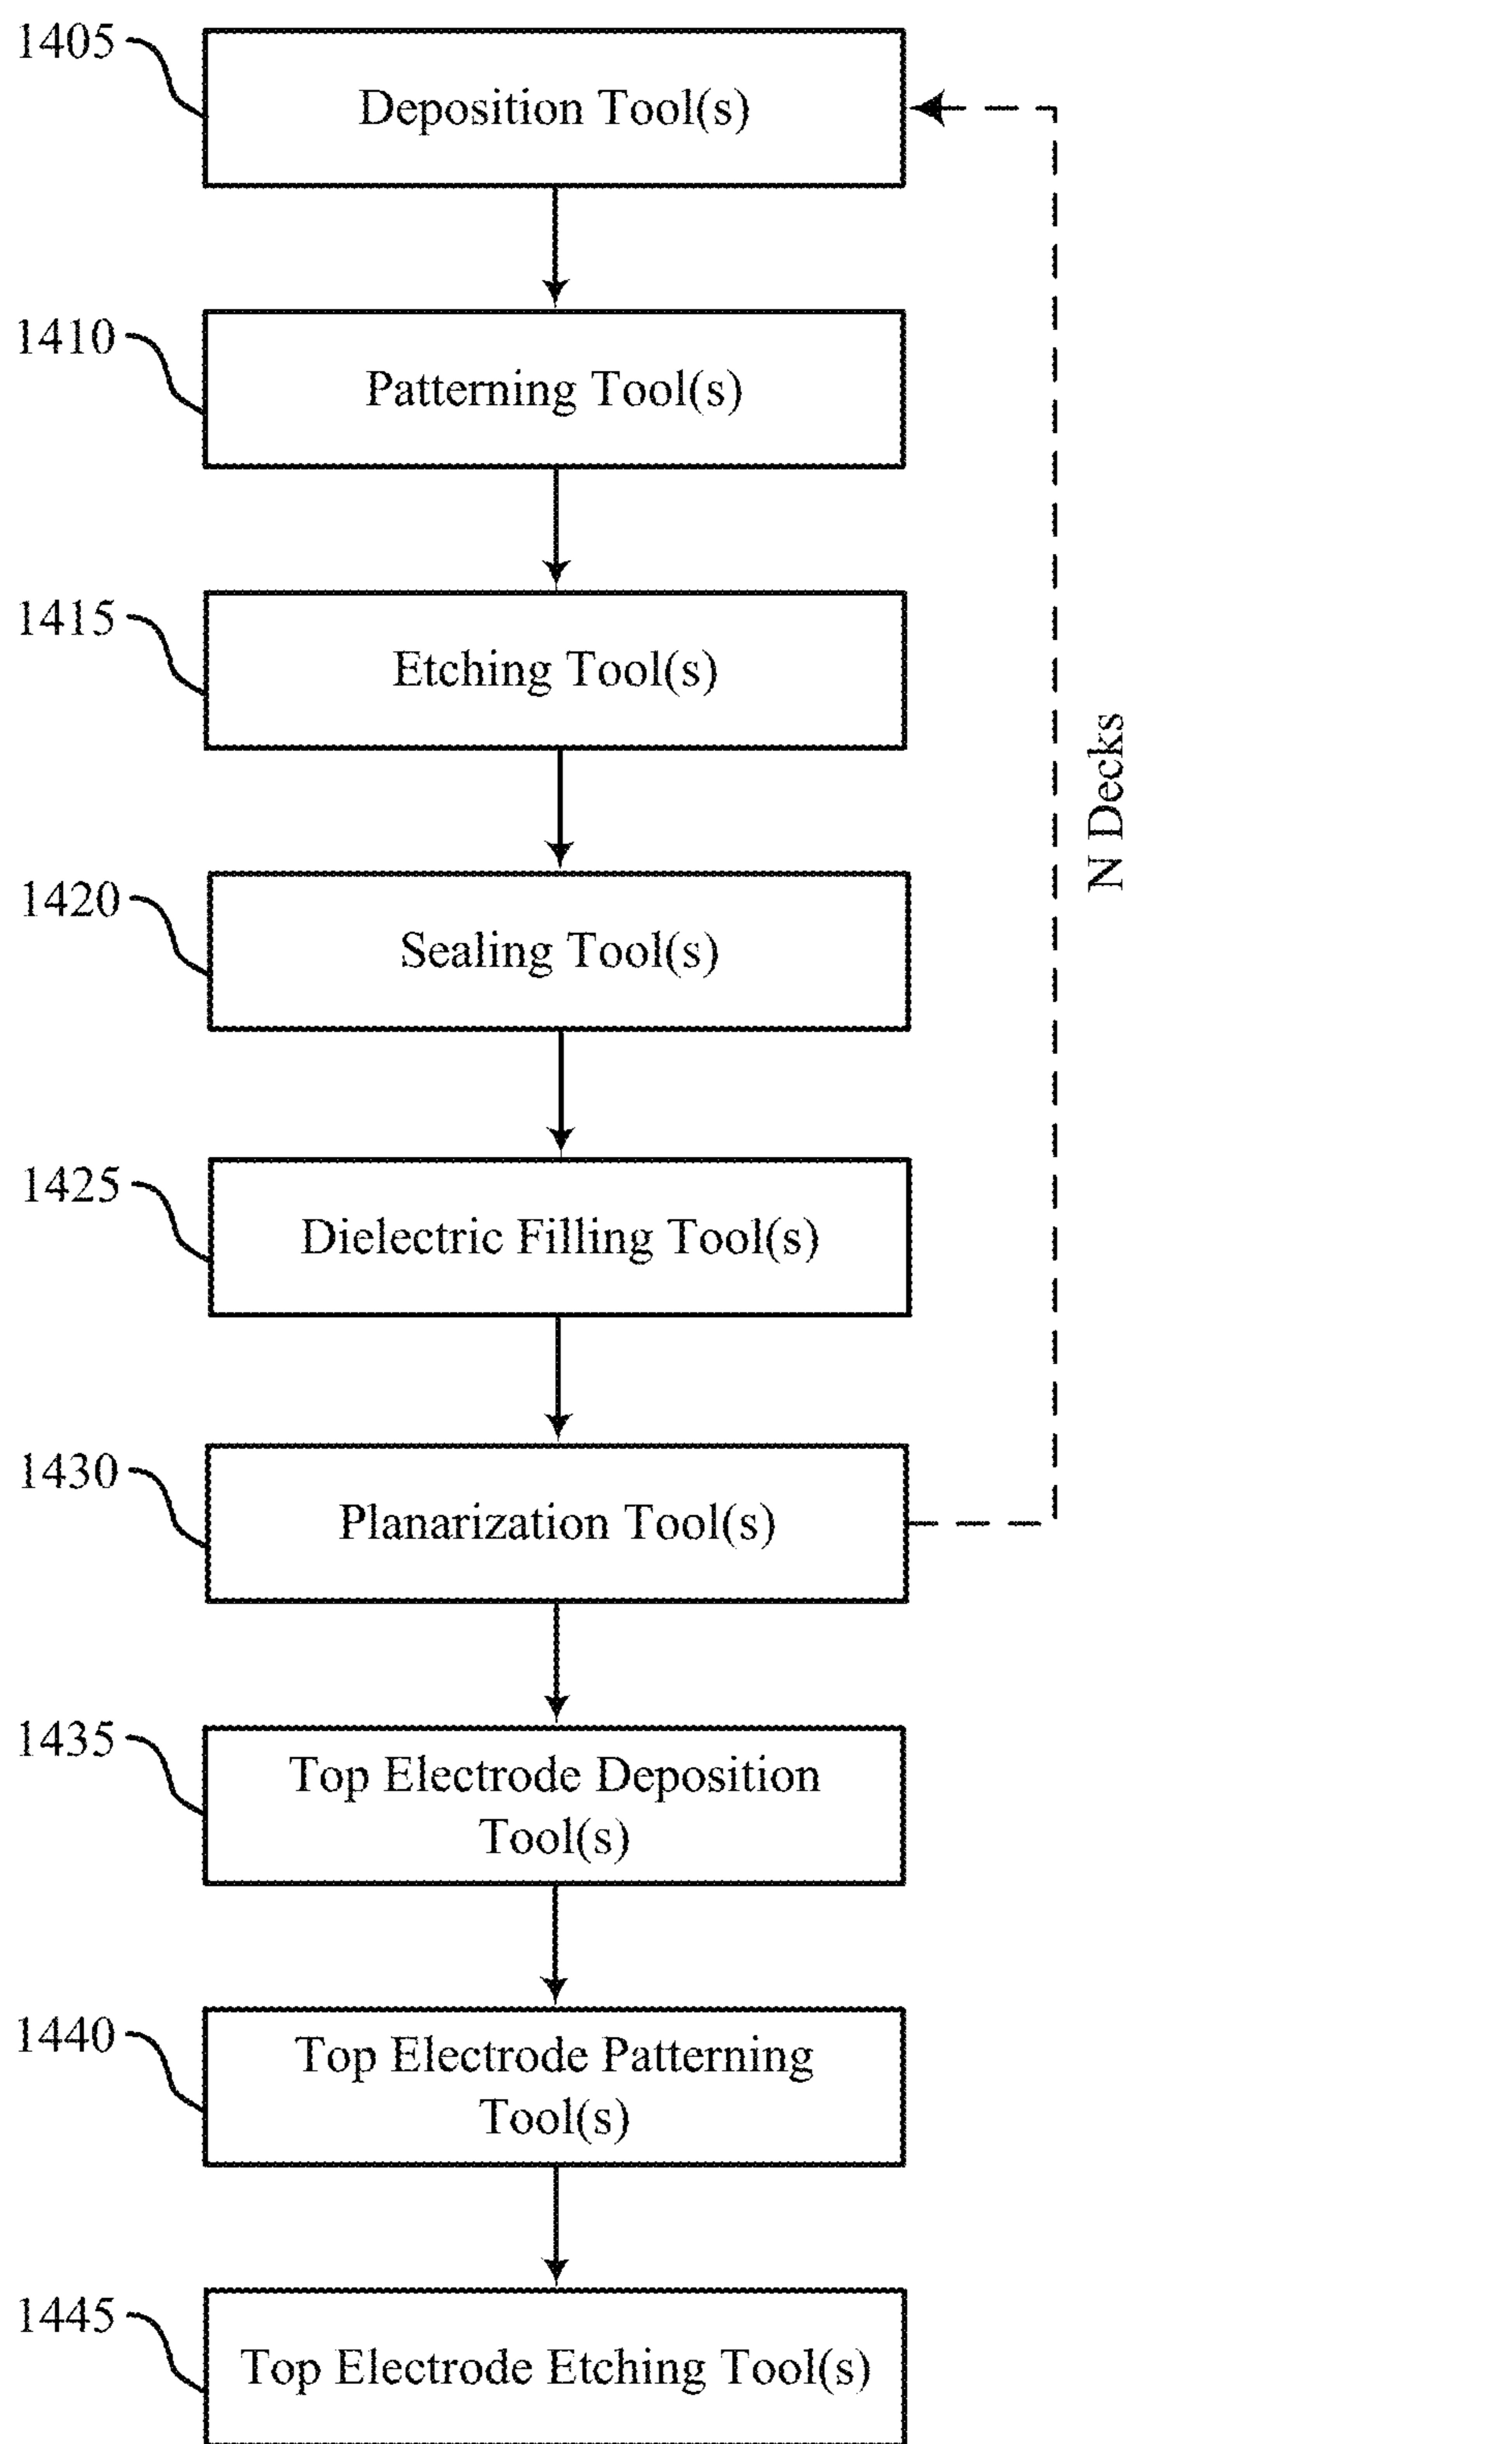 1405
Deposition Tool(s)
1410
Patterning Tool(s)
1415
Etching Tool(s)
N Decks
1420
Sealing Tool(s)
1425
Dielectric Filling Tool(s)
1430
Planarization Tool(s)
1435
Top Electrode Deposition
Tool(s)
1440
Top Electrode Patterning
Tool(s)
1445
Top Electrode Etching Tool(s)